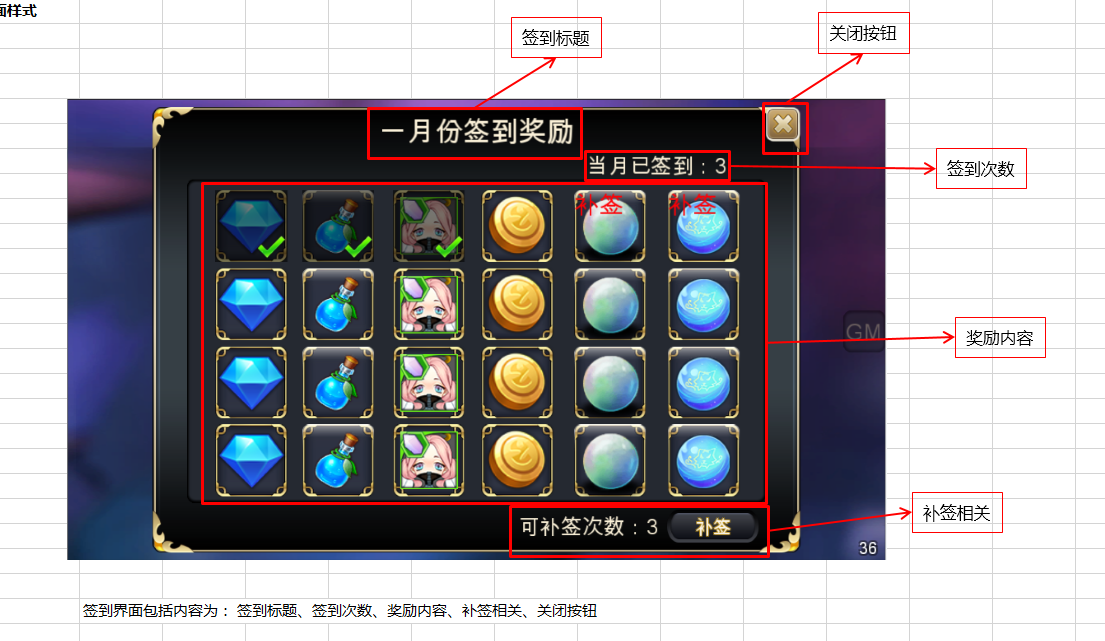 面样式
签到标题
关闭按钮
一月份签到奖励
当月已签到：3
签到次数
补签 补签
GM
奖励内容
可补签次数：3 补签
补签相关
36
签到界面包括内容为： 签到标题、签到次数、奖励内容、补签相关、关闭按钮